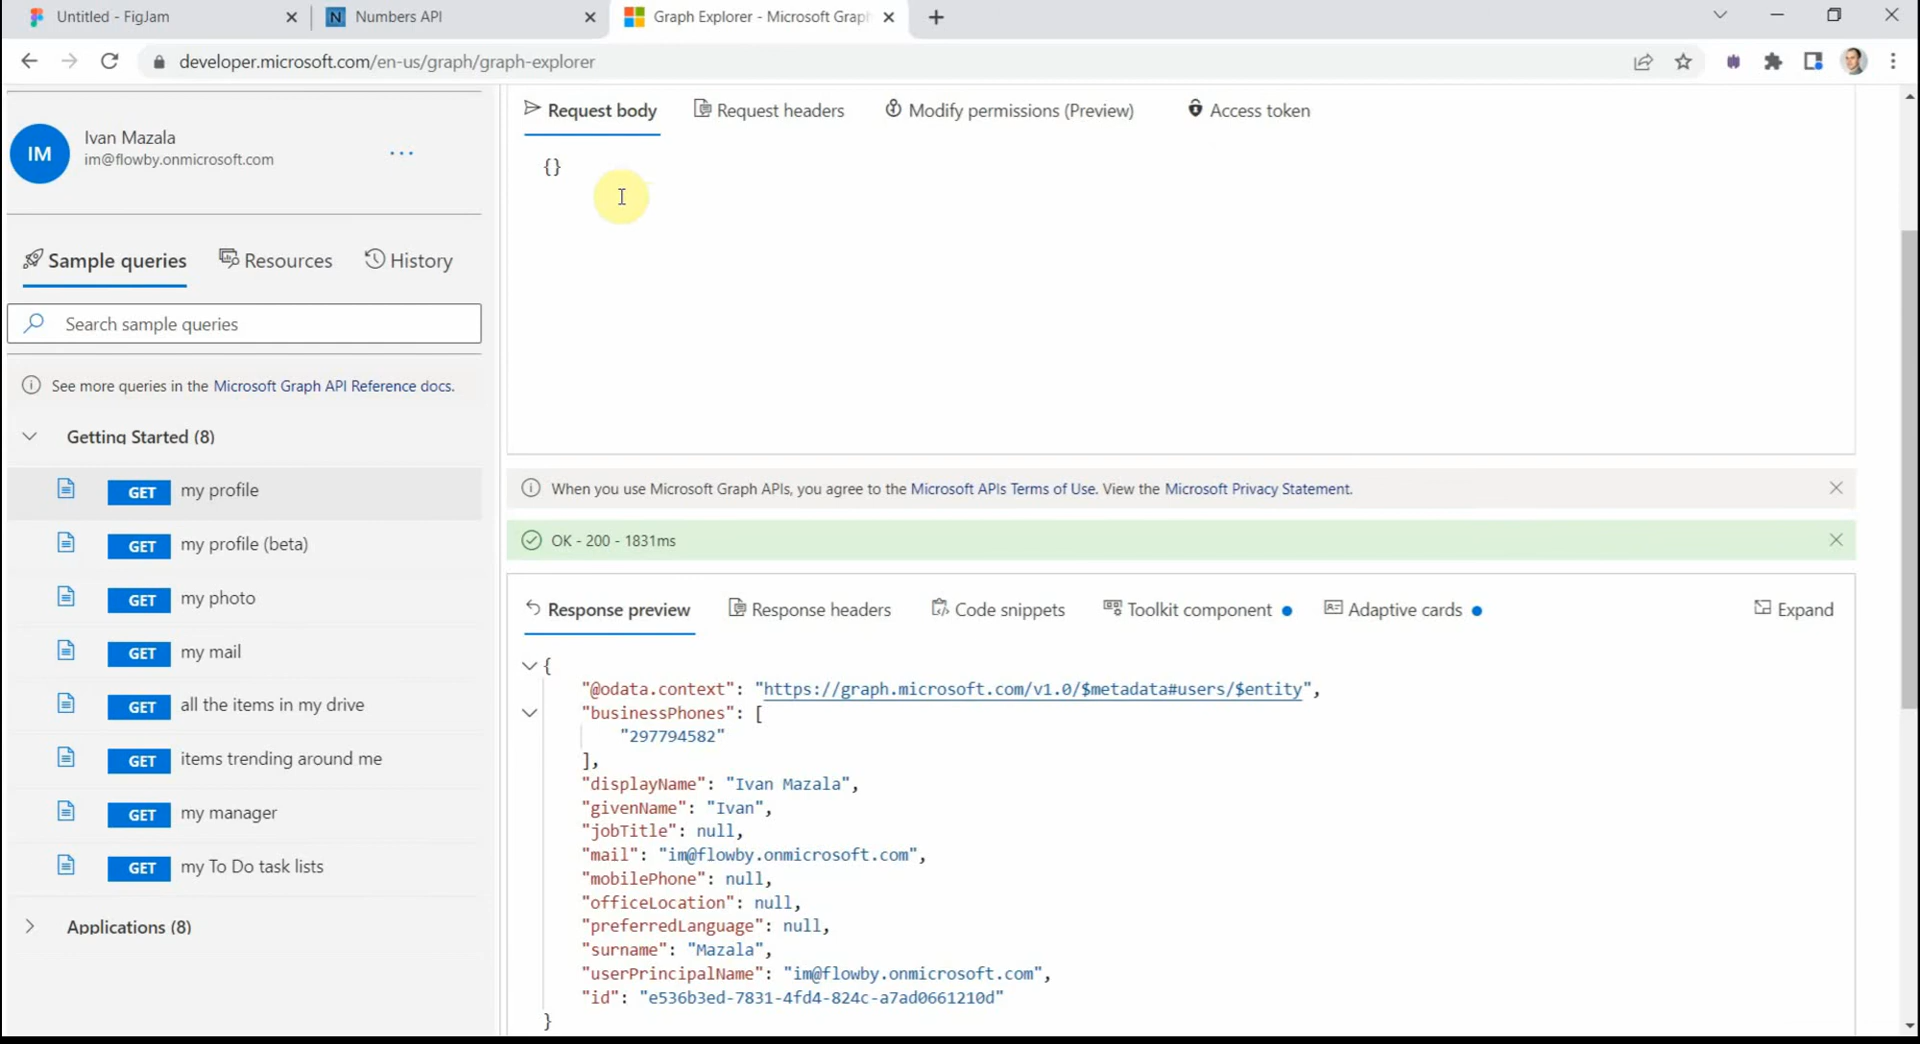 Untitled - FigJam
Numbers API
Graph Explorer - Microsoft Graph
developer.microsoft.com/en-us/graph/graph-explorer
IM
Ivan Mazala
im@flowby.onmicrosoft.com
Sample queries
Resources
History
Search sample queries
See more queries in the Microsoft Graph API Reference docs.
Getting Started (8)
GET my profile
GET my profile (beta)
GET my photo
GET my mail
GET all the items in my drive
GET items trending around me
GET my manager
GET my To Do task lists
Applications (8)
Request body
Request headers
Modify permissions (Preview)
Access token
{}
When you use Microsoft Graph APIs, you agree to the Microsoft APIs Terms of Use. View the Microsoft Privacy Statement.
OK - 200 - 1831ms
Response preview
Response headers
Code snippets
Toolkit component
Adaptive cards
Expand
{
"@odata.context": "https://graph.microsoft.com/v1.0/$metadata#users/$entity",
"businessPhones": [
"297794582"
],
"displayName": "Ivan Mazala",
"givenName": "Ivan",
"jobTitle": null,
"mail": "im@flowby.onmicrosoft.com",
"mobilePhone": null,
"officeLocation": null,
"preferredLanguage": null,
"surname": "Mazala",
"userPrincipalName": "im@flowby.onmicrosoft.com",
"id": "e536b3ed-7831-4fd4-824c-a7ad0661210d"
}